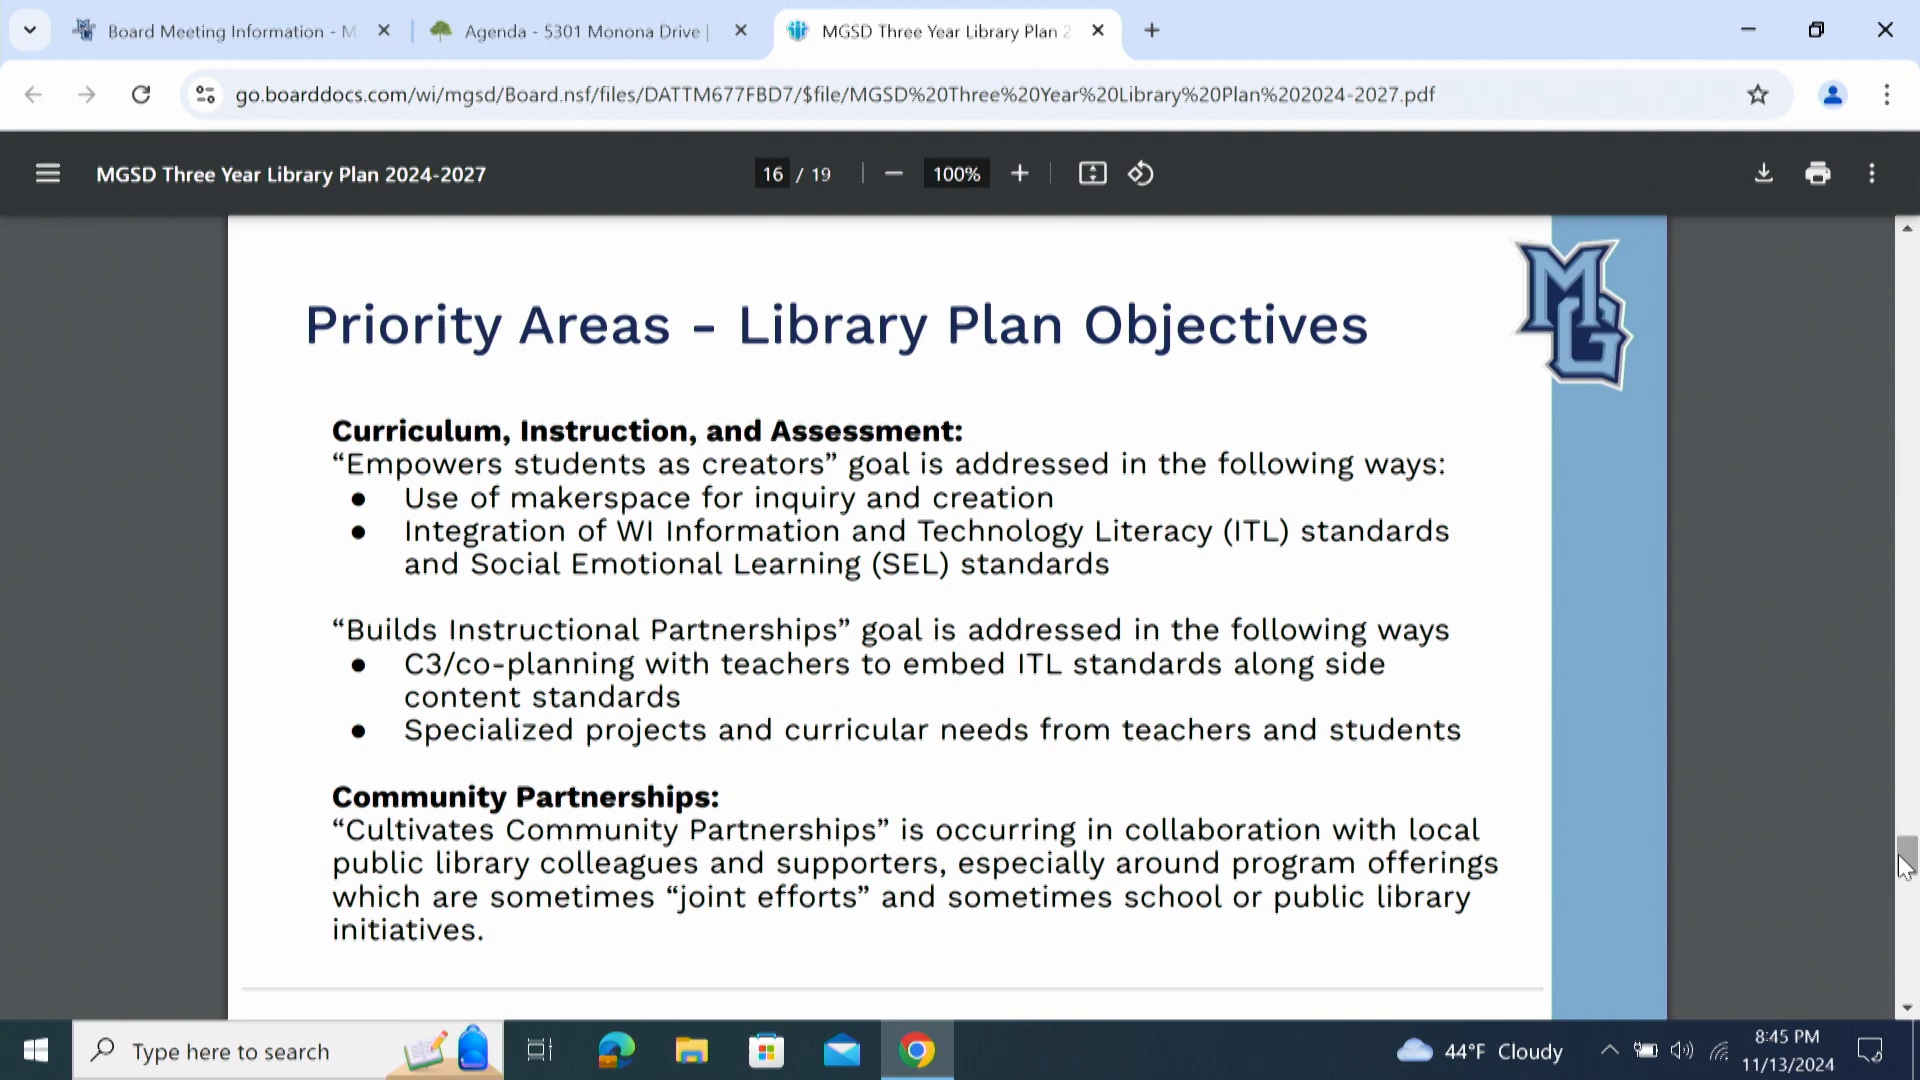 Board Meeting Information - M
Agenda - 5301 Monona Drive |
MGSD Three Year Library Plan 2
go.boarddocs.com/wi/mgsd/Board.nsf/files/DATTM677FBD7/$file/MGSD%20Three%20Year%20Library%20Plan%202024-2027.pdf
MGSD Three Year Library Plan 2024-2027
16 / 19
100%
MG
Priority Areas - Library Plan Objectives
Curriculum, Instruction, and Assessment:
“Empowers students as creators” goal is addressed in the following ways:
● Use of makerspace for inquiry and creation
● Integration of WI Information and Technology Literacy (ITL) standards
and Social Emotional Learning (SEL) standards
“Builds Instructional Partnerships” goal is addressed in the following ways
● C3/co-planning with teachers to embed ITL standards along side
content standards
● Specialized projects and curricular needs from teachers and students
Community Partnerships:
“Cultivates Community Partnerships” is occurring in collaboration with local
public library colleagues and supporters, especially around program offerings
which are sometimes “joint efforts” and sometimes school or public library
initiatives.
Type here to search
44°F Cloudy
8:45 PM
11/13/2024